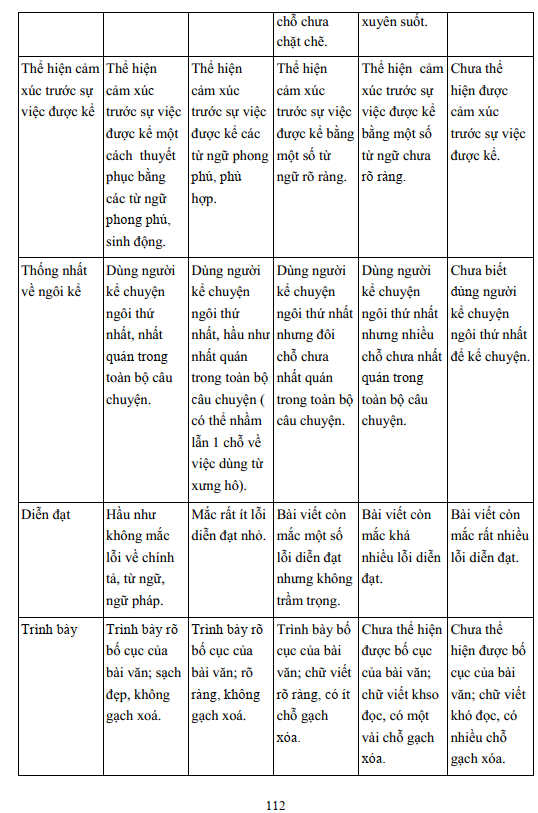 chỗ chưa
chặt chẽ.
xuyên suốt.
Thể hiện cảm
xúc trước sự
việc được kể
Thể hiện
cảm xúc
trước sự việc
được kể một
cách thuyết
phục bằng
các từ ngữ
phong phú,
sinh động.
Thể hiện
cảm xúc
trước sự việc
được kể các
từ ngữ phong
phú, phù
hợp.
Thể hiện
cảm xúc
trước sự việc
được kể bằng
một số từ
ngữ rõ ràng.
Thể hiện cảm
xúc trước sự
việc được kể
bằng một số
từ ngữ chưa
rõ ràng.
Chưa thể
hiện được
cảm xúc
trước sự việc
được kể.
Thống nhất
về ngôi kể
Dùng người
kể chuyện
ngôi thứ
nhất, nhất
quán trong
toàn bộ câu
chuyện.
Dùng người
kể chuyện
ngôi thứ
nhất, hầu như
nhất quán
trong toàn bộ
câu chuyện (
có thể nhầm
lẫn 1 chỗ về
việc dùng từ
xưng hô).
Dùng người
kể chuyện
ngôi thứ nhất
nhưng đôi
chỗ chưa
nhất quán
trong toàn bộ
câu chuyện.
Dùng người
kể chuyện
ngôi thứ nhất
nhưng nhiều
chỗ chưa nhất
quán trong
toàn bộ câu
chuyện.
Chưa biết
dùng người
kể chuyện
ngôi thứ nhất
để kể chuyện.
Diễn đạt
Hầu như
không mắc
lỗi về chính
tả, từ ngữ,
ngữ pháp.
Mắc rất ít lỗi
diễn đạt nhỏ.
Bài viết còn
mắc một số
lỗi diễn đạt
nhưng không
trầm trọng.
Bài viết còn
mắc khá
nhiều lỗi diễn
đạt.
Bài viết còn
mắc rất nhiều
lỗi diễn đạt.
Trình bày
Trình bày rõ
bố cục của
bài văn; sạch
đẹp, không
gạch xoá.
Trình bày rõ
bố cục của
bài văn; rõ
ràng, không
gạch xoá.
Trình bày bố
cục của bài
văn; chữ viết
rõ ràng, có ít
chỗ gạch
xóa.
Chưa thể hiện
được bố cục
của bài văn;
chữ viết khso
đọc, có một
vài chỗ gạch
xóa.
Chưa thể
hiện được bố
cục của bài
văn; chữ viết
khó đọc, có
nhiều chỗ
gạch xóa.
112